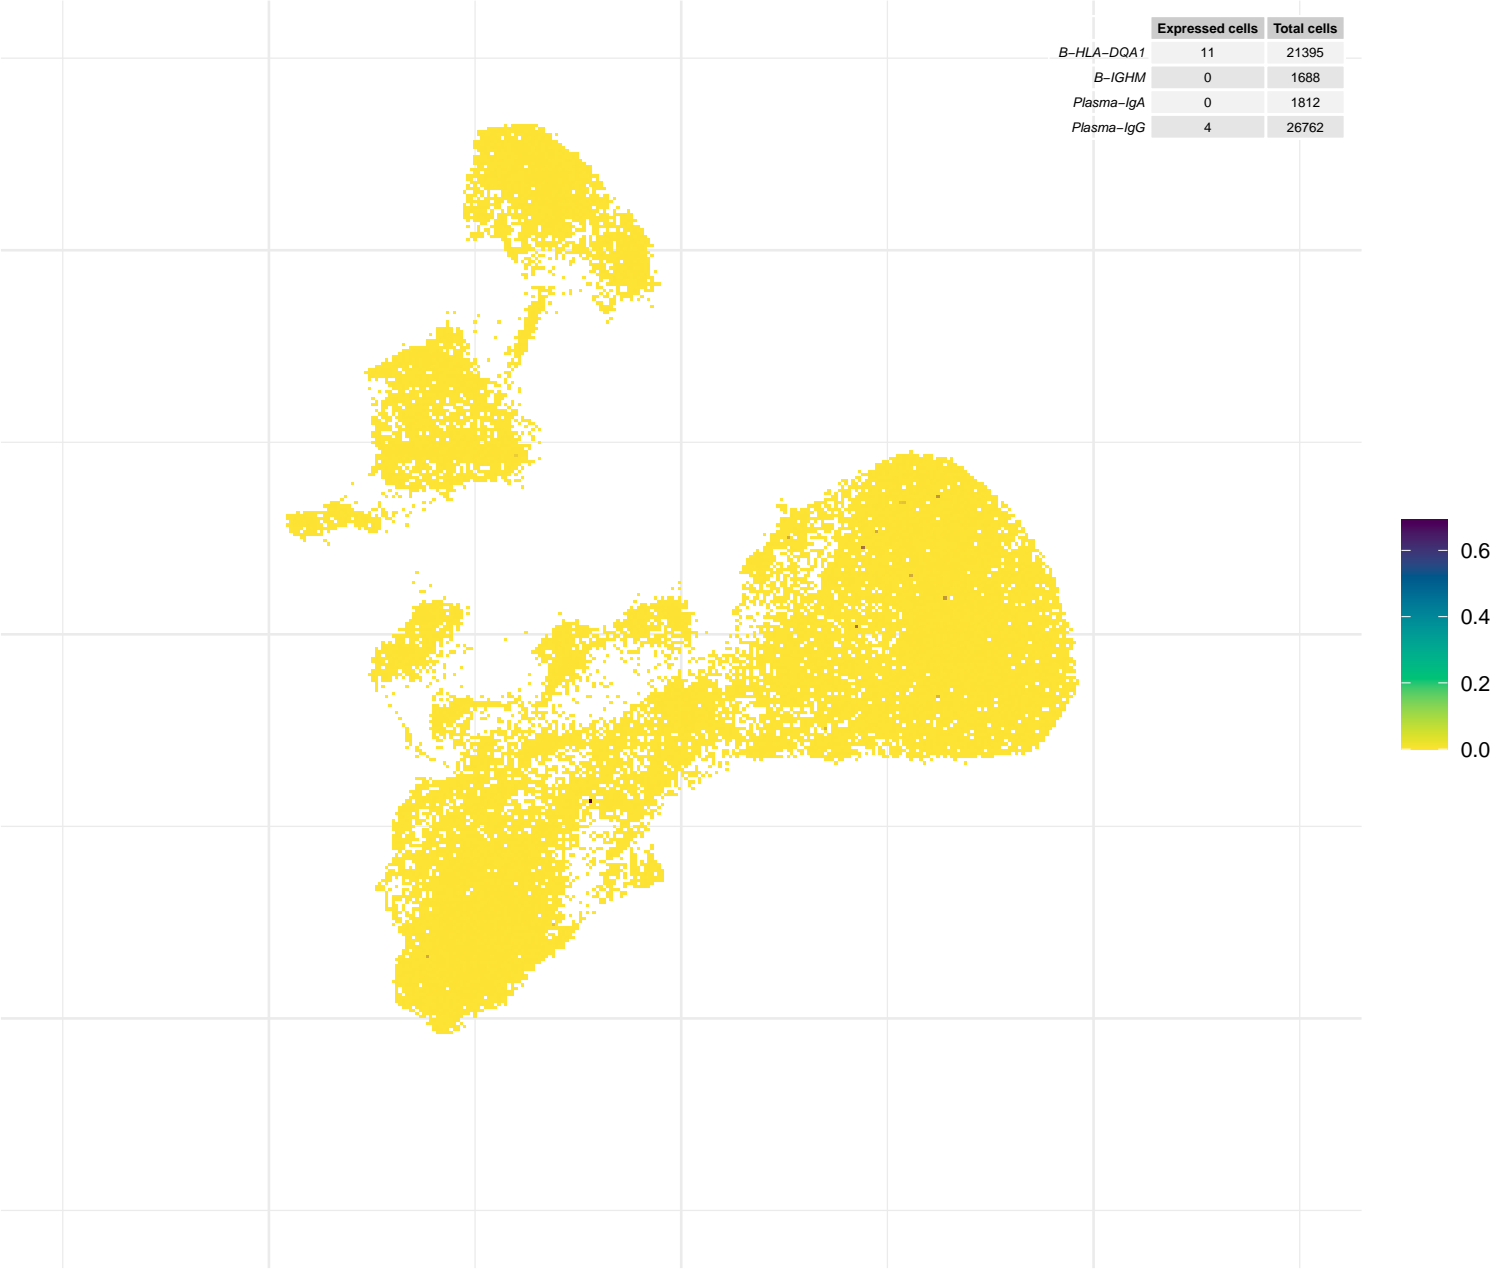 Expressed cells Total cells
B−HLA−DQA1 11 21395
B−IGHM 0 1688
Plasma−IgA 0 1812
Plasma−IgG 4 26762
0.6
0.4
0.2
0.0